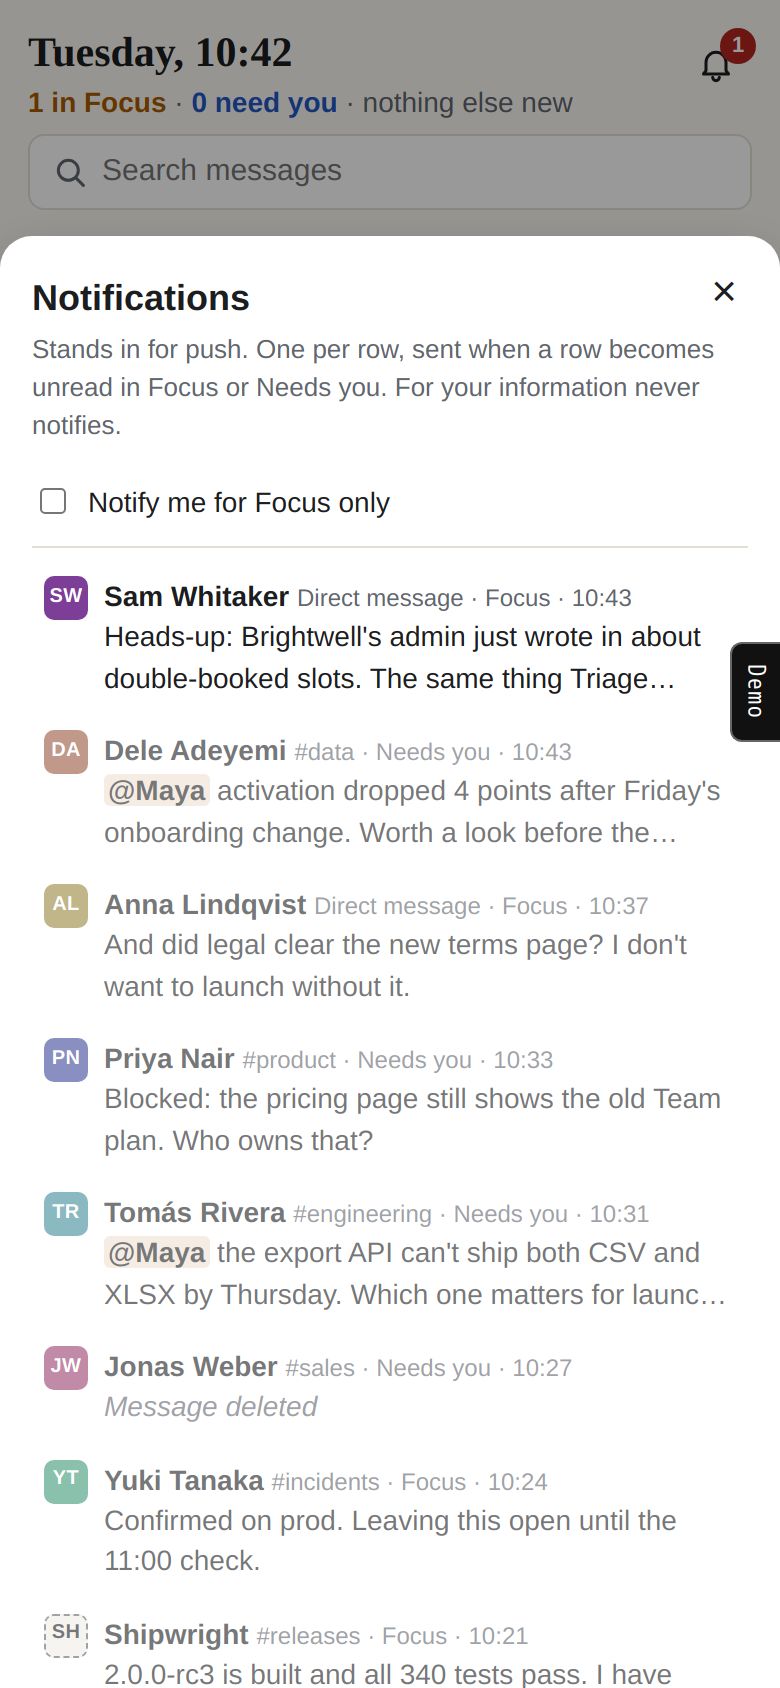 Tuesday, 10:42
1
1 in Focus · 0 need you · nothing else new
Search messages
Notifications
Stands in for push. One per row, sent when a row becomes
unread in Focus or Needs you. For your information never
notifies.
Notify me for Focus only
SW
Sam Whitaker Direct message · Focus · 10:43
Heads-up: Brightwell's admin just wrote in about
double-booked slots. The same thing Triage…
Demo
DA
Dele Adeyemi #data · Needs you · 10:43
@Maya activation dropped 4 points after Friday's
onboarding change. Worth a look before the…
AL
Anna Lindqvist Direct message · Focus · 10:37
And did legal clear the new terms page? I don't
want to launch without it.
PN
Priya Nair #product · Needs you · 10:33
Blocked: the pricing page still shows the old Team
plan. Who owns that?
TR
Tomás Rivera #engineering · Needs you · 10:31
@Maya the export API can't ship both CSV and
XLSX by Thursday. Which one matters for launc…
JW
Jonas Weber #sales · Needs you · 10:27
Message deleted
YT
Yuki Tanaka #incidents · Focus · 10:24
Confirmed on prod. Leaving this open until the
11:00 check.
SH
Shipwright #releases · Focus · 10:21
2.0.0-rc3 is built and all 340 tests pass. I have